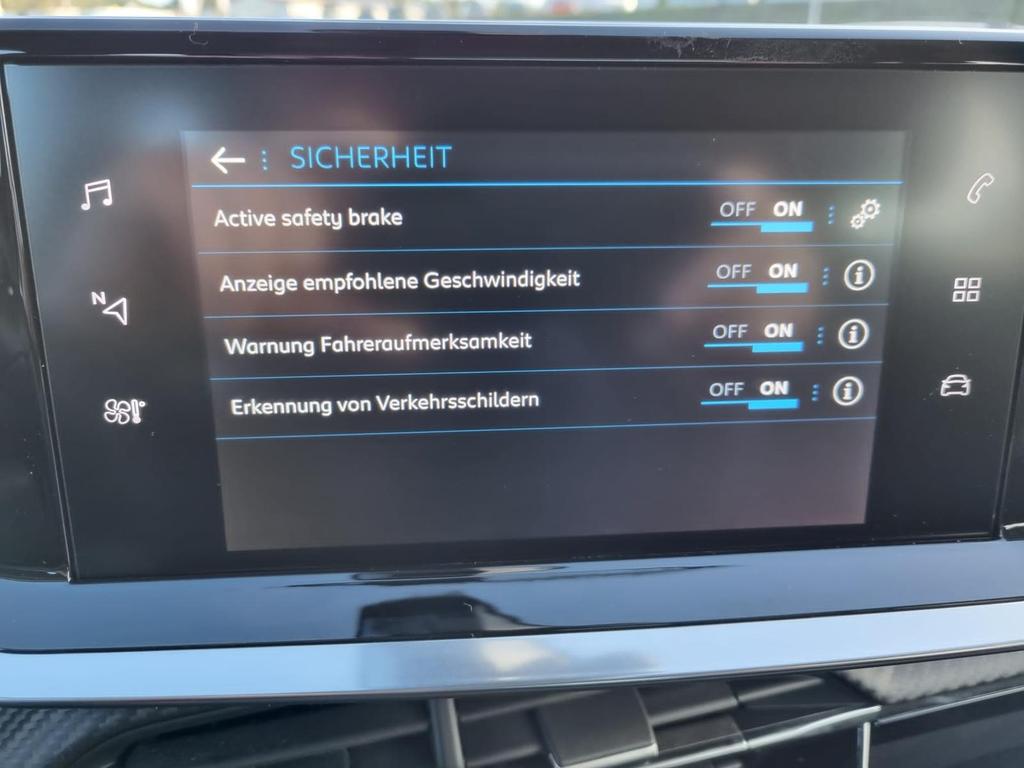 SICHERHEIT
Active safety brake OFF ON
Anzeige empfohlene Geschwindigkeit OFF ON
N
Warnung Fahreraufmerksamkeit OFF ON
Erkennung von Verkehrsschildern OFF ON